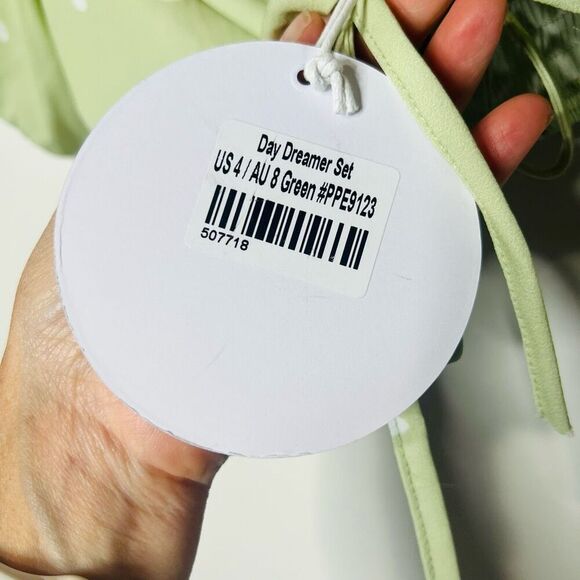 Day Dreamer Set
US 4 / AU 8 Green #PPE9123
507718